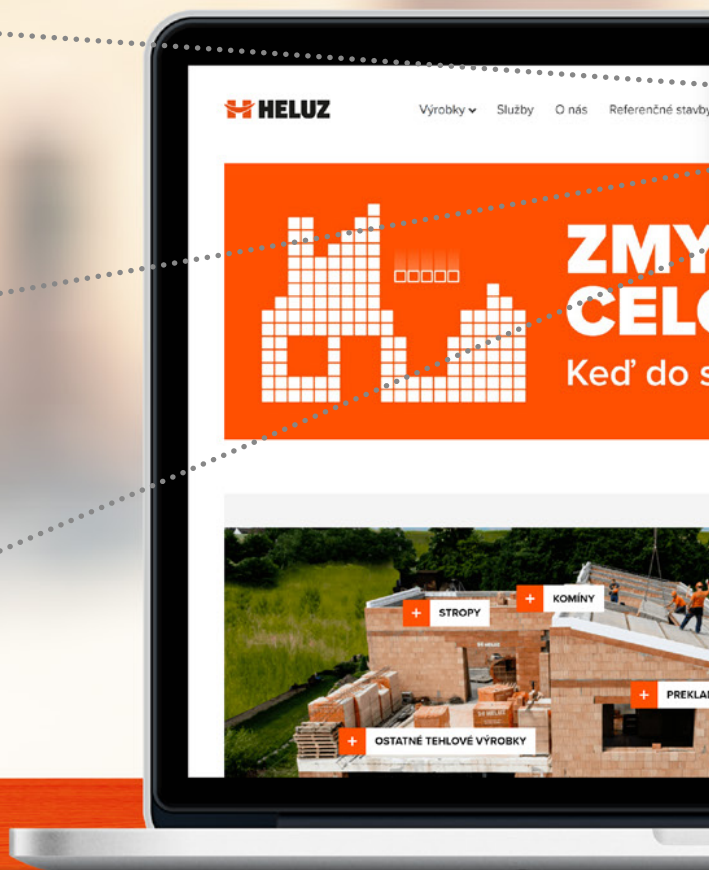 HELUZ
Výrobky Služby O nás Referenčné stavby
ZMY
CELO
Keď do s
STROPY
KOMÍNY
PREKLA
OSTATNÉ TEHLOVÉ VÝROBKY